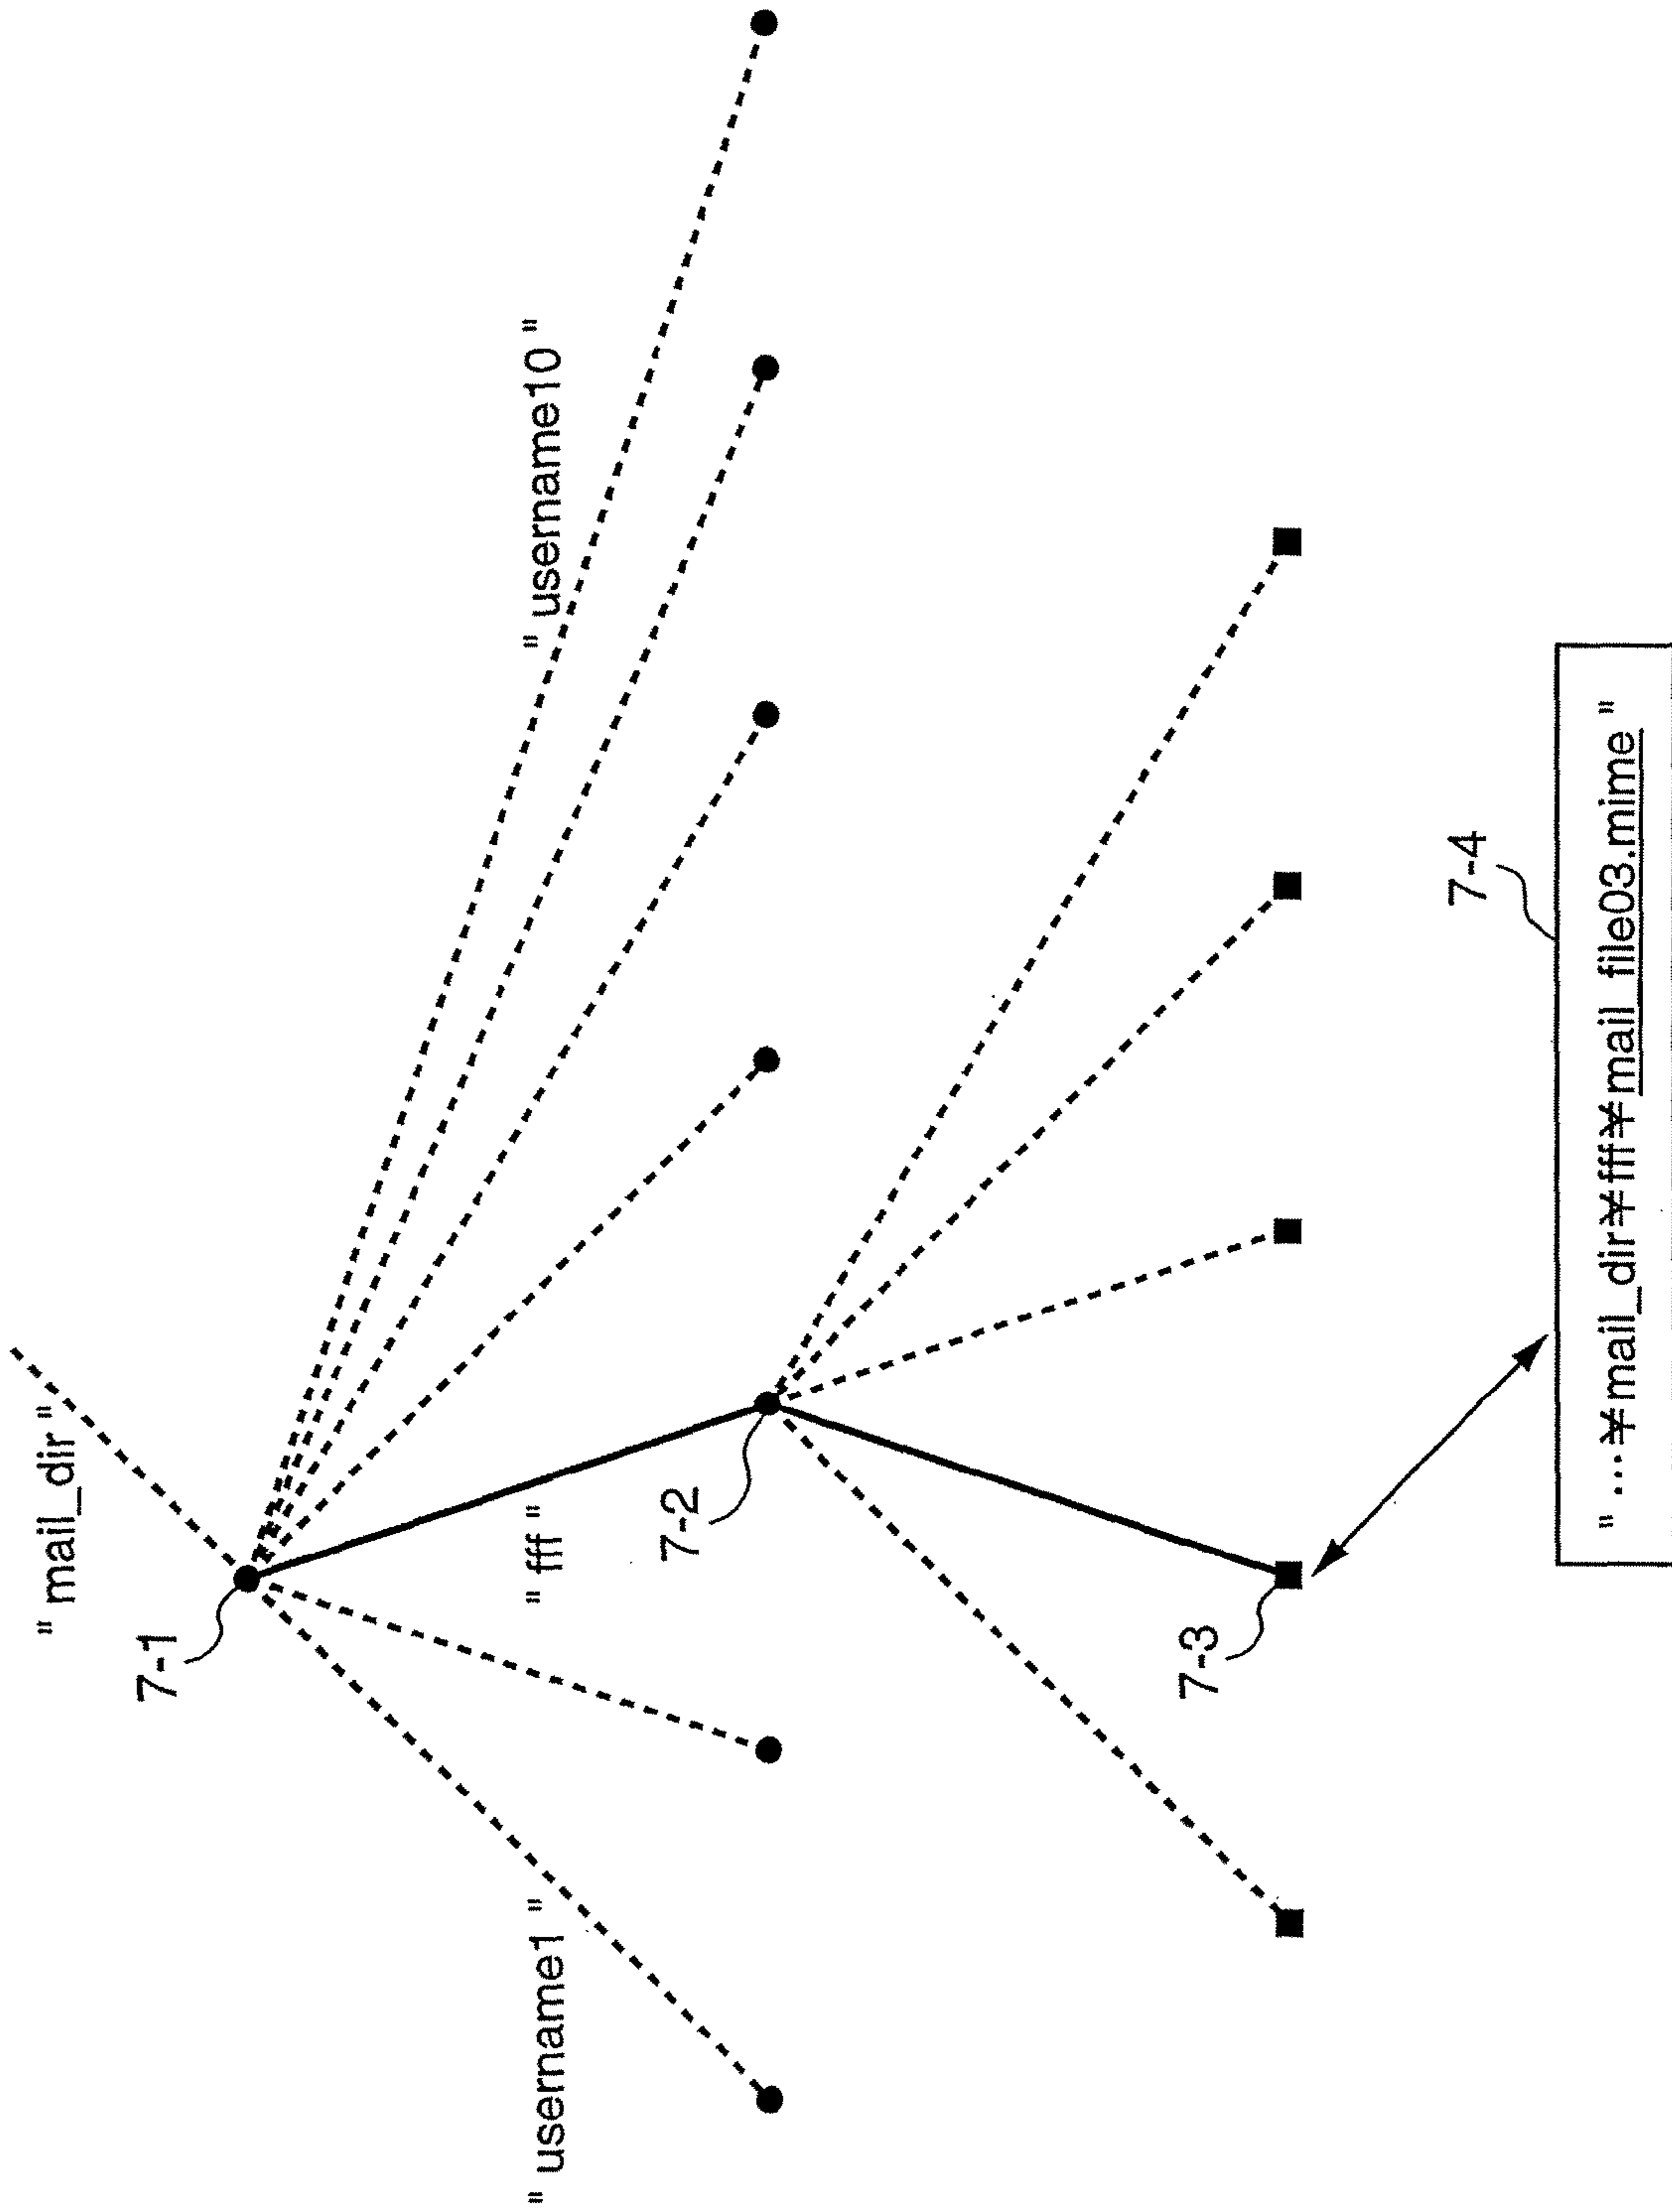 " mail_dir "
7-1
" username1 "
" fff "
" username10 "
7-2
7-3
7-4
" ...¥mail_dir¥fff¥mail_file03.mime "